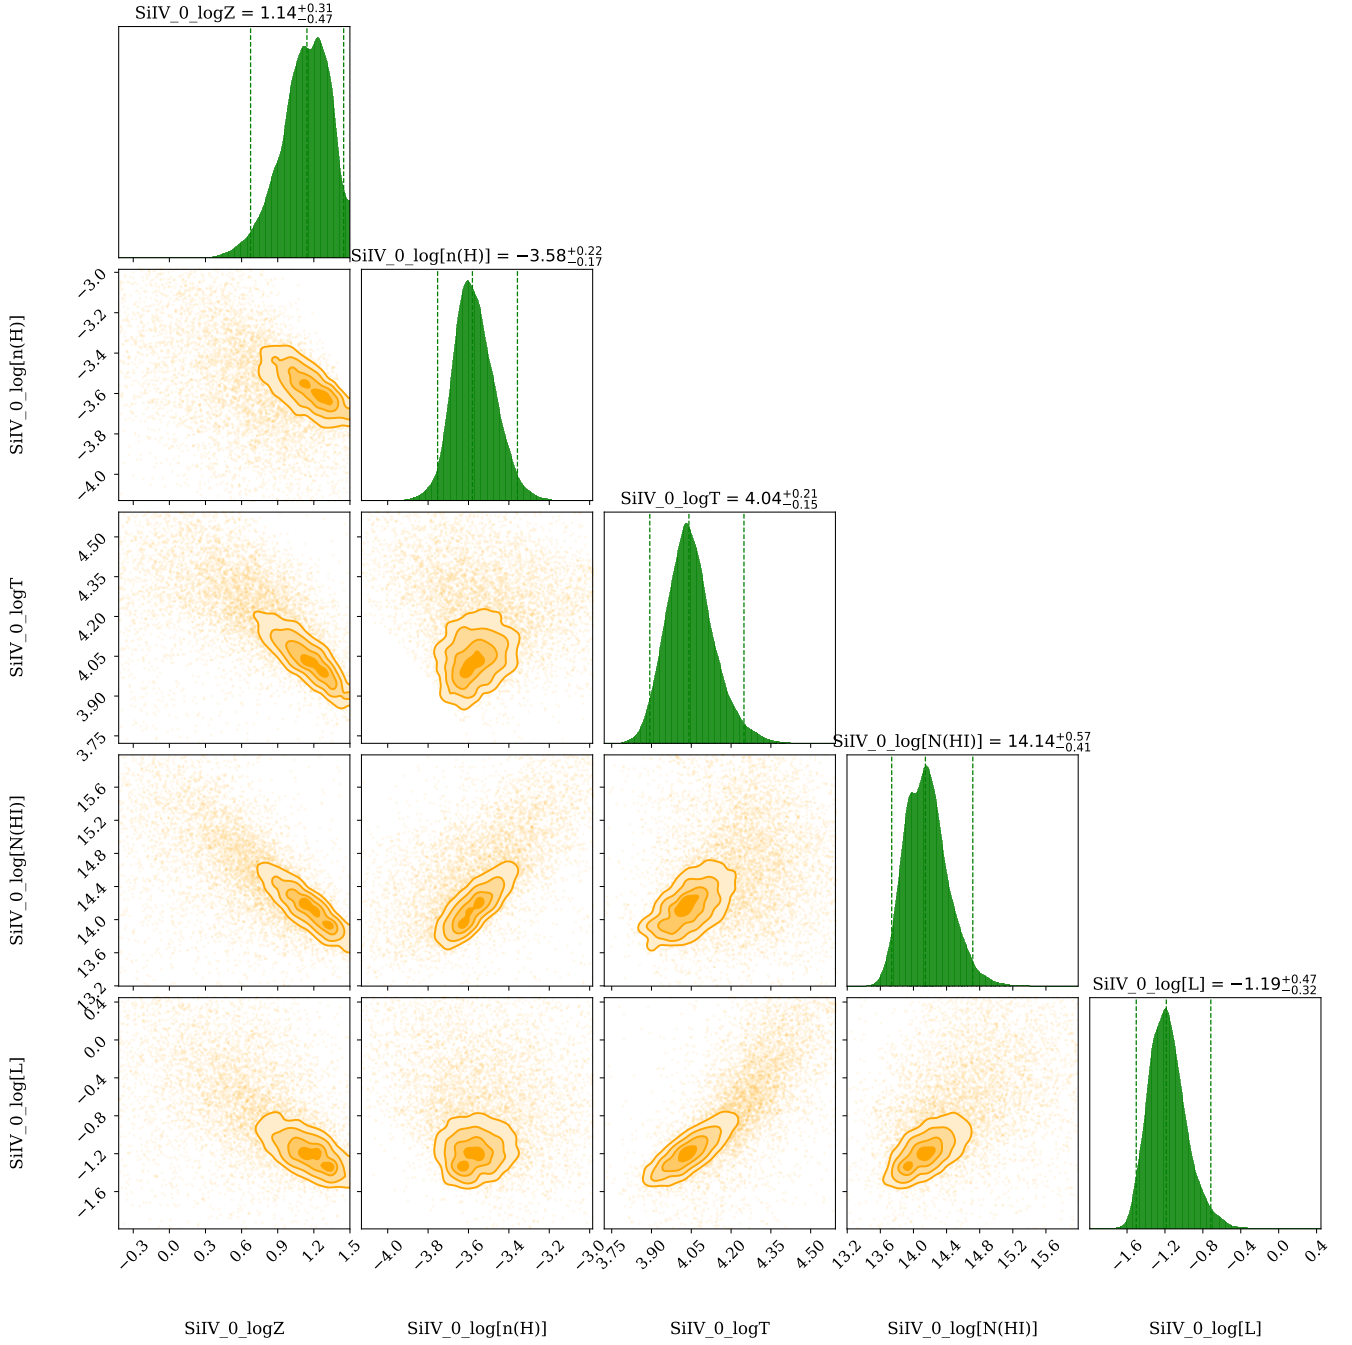 SiIV_0_logZ = 1.14+0.31−0.47
SiIV_0_log[n(H)] = −3.58+0.22−0.17
−3.0
−3.2
−3.4
−3.6
−3.8
−4.0
SiIV_0_log[n(H)]
SiIV_0_logT = 4.04+0.21−0.15
4.50
4.35
4.20
4.05
3.90
3.75
SiIV_0_logT
SiIV_0_log[N(HI)] = 14.14+0.57−0.41
15.6
15.2
14.8
14.4
14.0
13.6
13.2
SiIV_0_log[N(HI)]
SiIV_0_log[L] = −1.19+0.47−0.32
0.4
0.0
−0.4
−0.8
−1.2
−1.6
SiIV_0_log[L]
−0.3 0.0 0.3 0.6 0.9 1.2 1.5
−4.0 −3.8 −3.6 −3.4 −3.2 −3.0
3.75 3.90 4.05 4.20 4.35 4.50
13.2 13.6 14.0 14.4 14.8 15.2 15.6
−1.6 −1.2 −0.8 −0.4 0.0 0.4
SiIV_0_logZ SiIV_0_log[n(H)] SiIV_0_logT SiIV_0_log[N(HI)] SiIV_0_log[L]